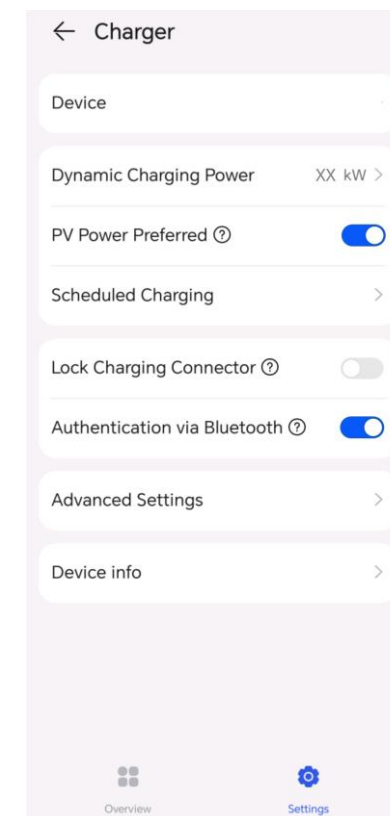 ← Charger
Device
Dynamic Charging Power XX kW >
PV Power Preferred ?
Scheduled Charging >
Lock Charging Connector ?
Authentication via Bluetooth ?
Advanced Settings >
Device info >
Overview Settings